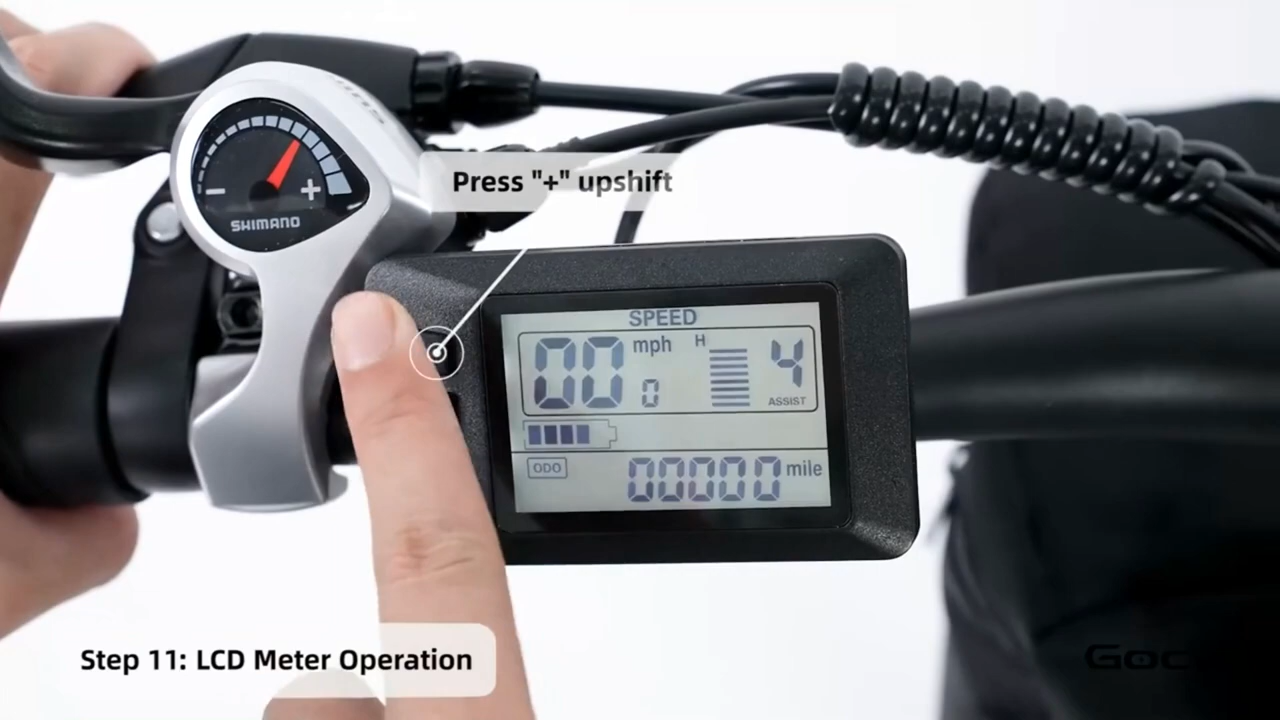 SHIMANO
− +
Press "+" upshift
SPEED
00 mph 0 H 4
ASSIST
ODO 00000 mile
Step 11: LCD Meter Operation